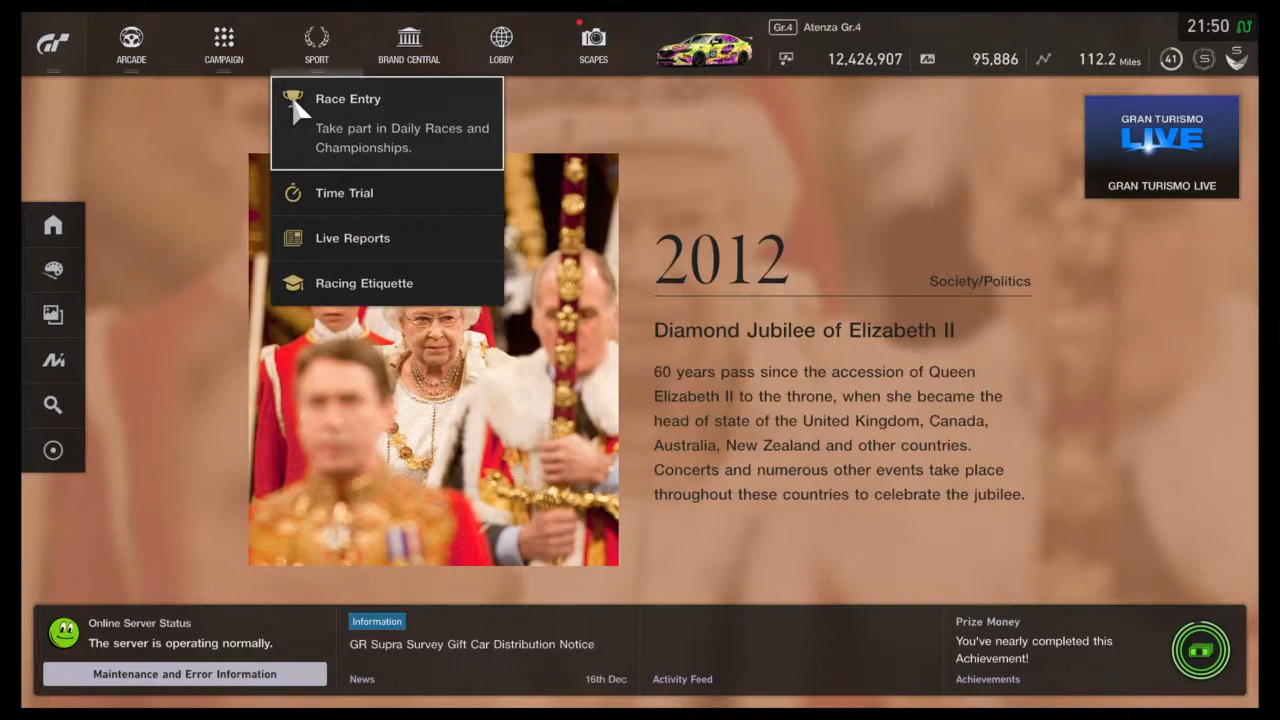 GT
ARCADE
CAMPAIGN
SPORT
BRAND CENTRAL
LOBBY
SCAPES
Gr.4 Atenza Gr.4
12,426,907
95,886
112.2 Miles
41
S
S
21:50
Race Entry
Take part in Daily Races and
Championships.
Time Trial
Live Reports
Racing Etiquette
GRAN TURISMO
LIVE
GRAN TURISMO LIVE
2012
Society/Politics
Diamond Jubilee of Elizabeth II
60 years pass since the accession of Queen
Elizabeth II to the throne, when she became the
head of state of the United Kingdom, Canada,
Australia, New Zealand and other countries.
Concerts and numerous other events take place
throughout these countries to celebrate the jubilee.
Online Server Status
The server is operating normally.
Maintenance and Error Information
Information
GR Supra Survey Gift Car Distribution Notice
News
16th Dec
Activity Feed
Prize Money
You've nearly completed this
Achievement!
Achievements